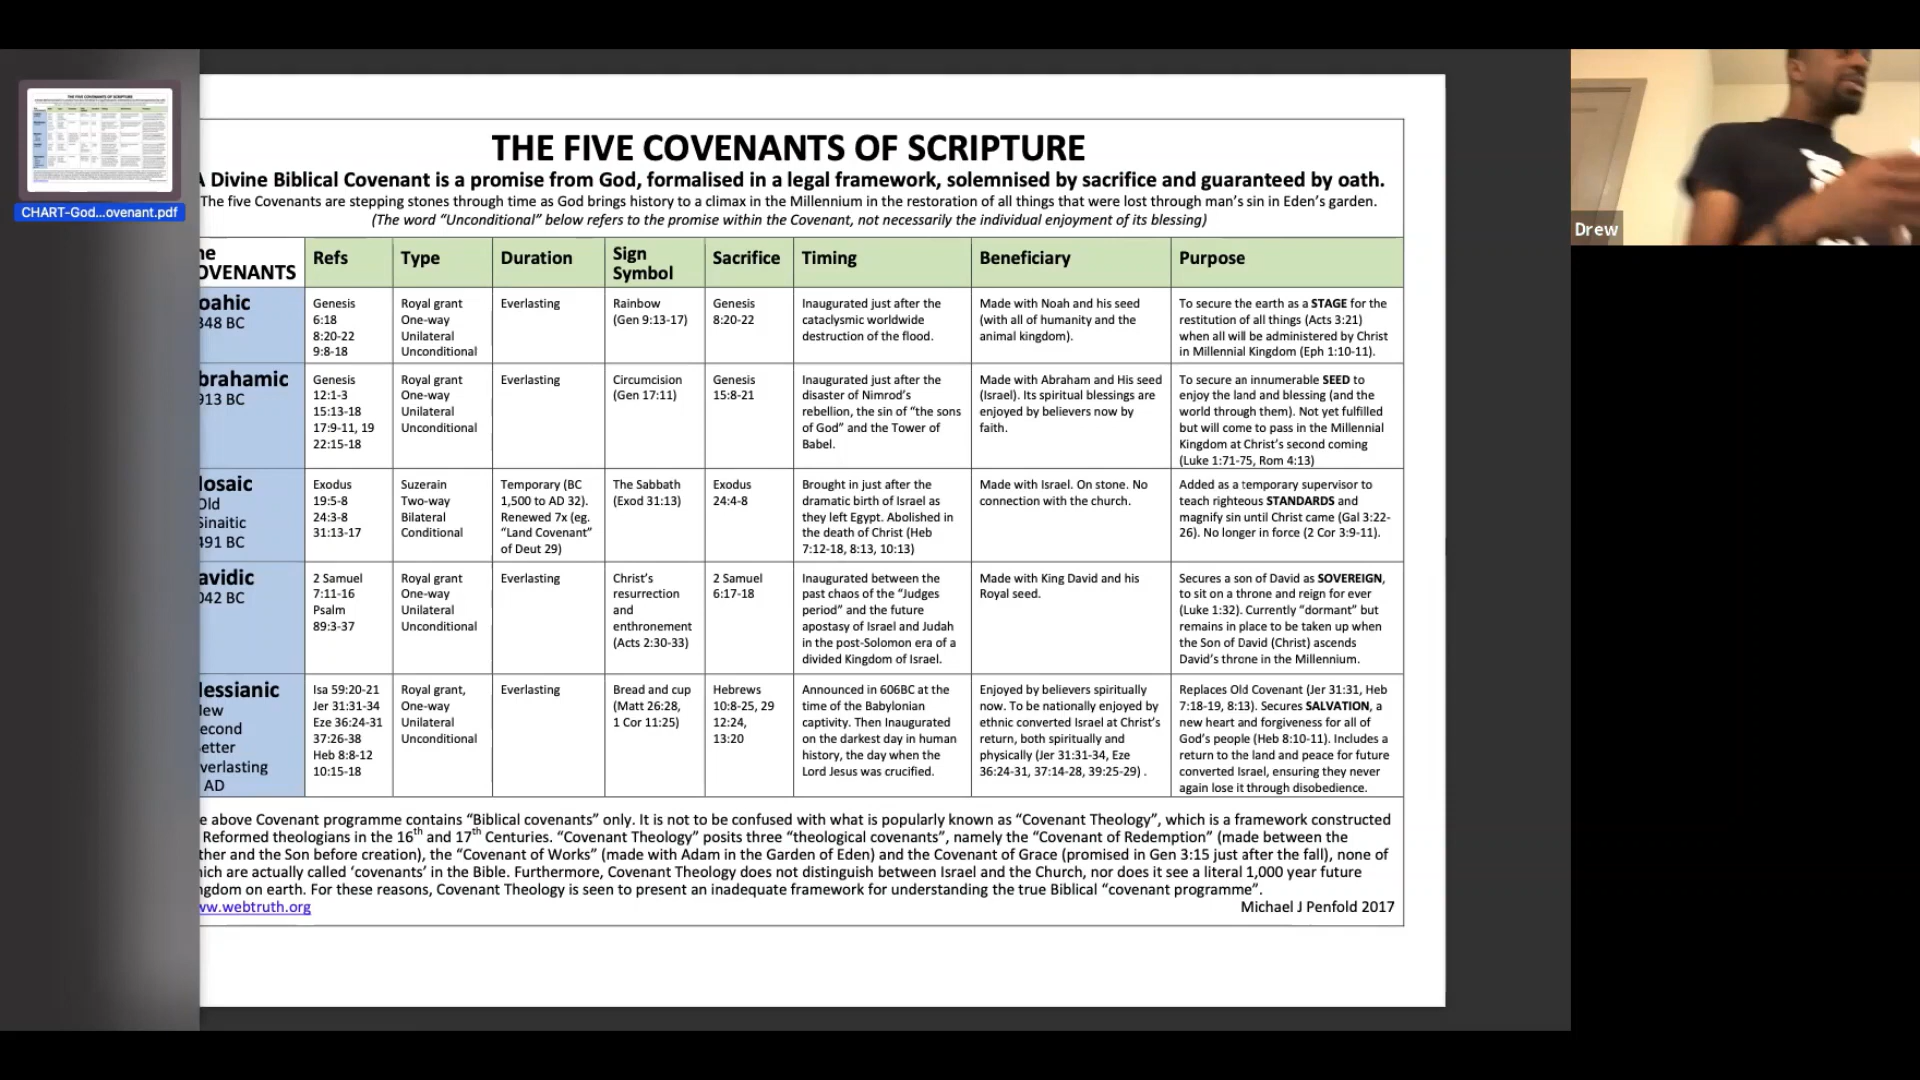 CHART-God...ovenant.pdf
THE FIVE COVENANTS OF SCRIPTURE
A Divine Biblical Covenant is a promise from God, formalised in a legal framework, solemnised by sacrifice and guaranteed by oath.
The five Covenants are stepping stones through time as God brings history to a climax in the Millennium in the restoration of all things that were lost through man's sin in Eden's garden.
(The word "Unconditional" below refers to the promise within the Covenant, not necessarily the individual enjoyment of its blessing)
he
OVENANTS
Refs
Type
Duration
Sign
Symbol
Sacrifice
Timing
Beneficiary
Purpose
oahic
348 BC
Genesis
6:18
8:20-22
9:8-18
Royal grant
One-way
Unilateral
Unconditional
Everlasting
Rainbow
(Gen 9:13-17)
Genesis
8:20-22
Inaugurated just after the
cataclysmic worldwide
destruction of the flood.
Made with Noah and his seed
(with all of humanity and the
animal kingdom).
To secure the earth as a STAGE for the
restitution of all things (Acts 3:21)
when all will be administered by Christ
in Millennial Kingdom (Eph 1:10-11).
brahamic
913 BC
Genesis
12:1-3
15:13-18
17:9-11, 19
22:15-18
Royal grant
One-way
Unilateral
Unconditional
Everlasting
Circumcision
(Gen 17:11)
Genesis
15:8-21
Inaugurated just after the
disaster of Nimrod's
rebellion, the sin of "the sons
of God" and the Tower of
Babel.
Made with Abraham and His seed
(Israel). Its spiritual blessings are
enjoyed by believers now by
faith.
To secure an innumerable SEED to
enjoy the land and blessing (and the
world through them). Not yet fulfilled
but will come to pass in the Millennial
Kingdom at Christ's second coming
(Luke 1:71-75, Rom 4:13)
losaic
Old
Sinaitic
491 BC
Exodus
19:5-8
24:3-8
31:13-17
Suzerain
Two-way
Bilateral
Conditional
Temporary (BC
1,500 to AD 32).
Renewed 7x (eg.
"Land Covenant"
of Deut 29)
The Sabbath
(Exod 31:13)
Exodus
24:4-8
Brought in just after the
dramatic birth of Israel as
they left Egypt. Abolished in
the death of Christ (Heb
7:12-18, 8:13, 10:13)
Made with Israel. On stone. No
connection with the church.
Added as a temporary supervisor to
teach righteous STANDARDS and
magnify sin until Christ came (Gal 3:22-
26). No longer in force (2 Cor 3:9-11).
avidic
042 BC
2 Samuel
7:11-16
Psalm
89:3-37
Royal grant
One-way
Unilateral
Unconditional
Everlasting
Christ's
resurrection
and
enthronement
(Acts 2:30-33)
2 Samuel
6:17-18
Inaugurated between the
past chaos of the "Judges
period" and the future
apostasy of Israel and Judah
in the post-Solomon era of a
divided Kingdom of Israel.
Made with King David and his
Royal seed.
Secures a son of David as SOVEREIGN,
to sit on a throne and reign for ever
(Luke 1:32). Currently "dormant" but
remains in place to be taken up when
the Son of David (Christ) ascends
David's throne in the Millennium.
lessianic
lew
econd
etter
verlasting
AD
Isa 59:20-21
Jer 31:31-34
Eze 36:24-31
37:26-38
Heb 8:8-12
10:15-18
Royal grant,
One-way
Unilateral
Unconditional
Everlasting
Bread and cup
(Matt 26:28,
1 Cor 11:25)
Hebrews
10:8-25, 29
12:24,
13:20
Announced in 606BC at the
time of the Babylonian
captivity. Then Inaugurated
on the darkest day in human
history, the day when the
Lord Jesus was crucified.
Enjoyed by believers spiritually
now. To be nationally enjoyed by
ethnic converted Israel at Christ's
return, both spiritually and
physically (Jer 31:31-34, Eze
36:24-31, 37:14-28, 39:25-29) .
Replaces Old Covenant (Jer 31:31, Heb
7:18-19, 8:13). Secures SALVATION, a
new heart and forgiveness for all of
God's people (Heb 8:10-11). Includes a
return to the land and peace for future
converted Israel, ensuring they never
again lose it through disobedience.
e above Covenant programme contains "Biblical covenants" only. It is not to be confused with what is popularly known as "Covenant Theology", which is a framework constructed
Reformed theologians in the 16th and 17th Centuries. "Covenant Theology" posits three "theological covenants", namely the "Covenant of Redemption" (made between the
ther and the Son before creation), the "Covenant of Works" (made with Adam in the Garden of Eden) and the Covenant of Grace (promised in Gen 3:15 just after the fall), none of
hich are actually called 'covenants' in the Bible. Furthermore, Covenant Theology does not distinguish between Israel and the Church, nor does it see a literal 1,000 year future
ngdom on earth. For these reasons, Covenant Theology is seen to present an inadequate framework for understanding the true Biblical "covenant programme".
ww.webtruth.org
Michael J Penfold 2017
Drew